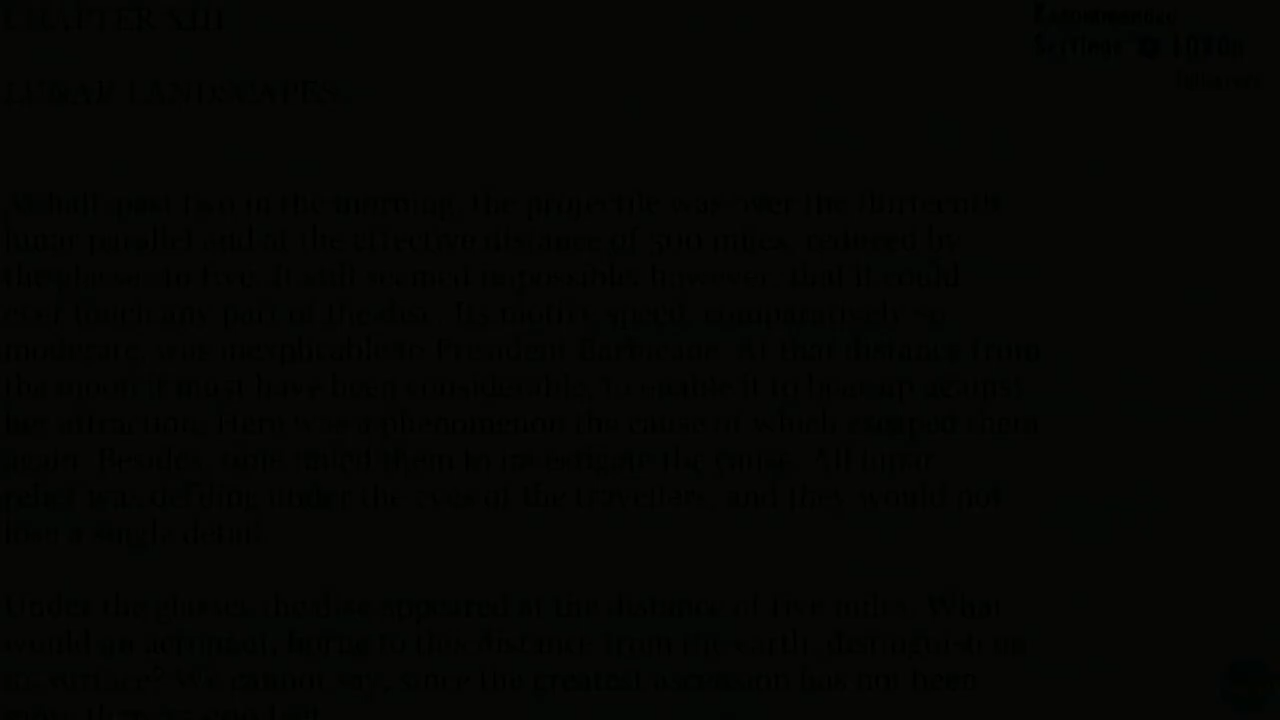 CHAPTER XIII
LUNAR LANDSCAPES.
Recommended
Settings 1080p
At half-past two in the morning, the projectile was over the thirteenth
lunar parallel and at the effective distance of 500 miles, reduced by
the glasses to five. It still seemed impossible, however, that it could
ever touch any part of the disc. Its motive speed, comparatively so
moderate, was inexplicable to President Barbicane. At that distance from
the moon it must have been considerable, to enable it to bear up against
her attraction. Here was a phenomenon the cause of which escaped them
again. Besides, time failed them to investigate the cause. All lunar
relief was defiling under the eyes of the travellers, and they would not
lose a single detail.
Under the glasses the disc appeared at the distance of five miles. What
would an aeronaut, borne to this distance from the earth, distinguish on
its surface? We cannot say, since the greatest ascension has not been
more than